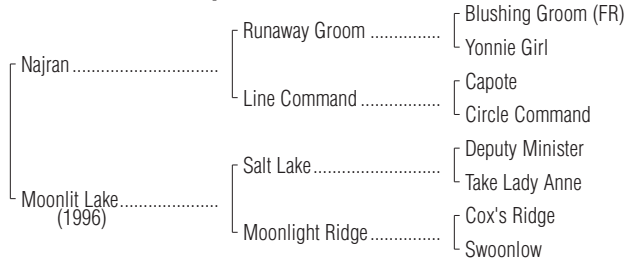 Blushing Groom (FR)
Runaway Groom ...............
Yonnie Girl
Najran ..............................
Capote
Line Command .................
Circle Command
Deputy Minister
Salt Lake ..........................
Take Lady Anne
Moonlit Lake .....................
(1996)
Cox's Ridge
Moonlight Ridge ...............
Swoonlow